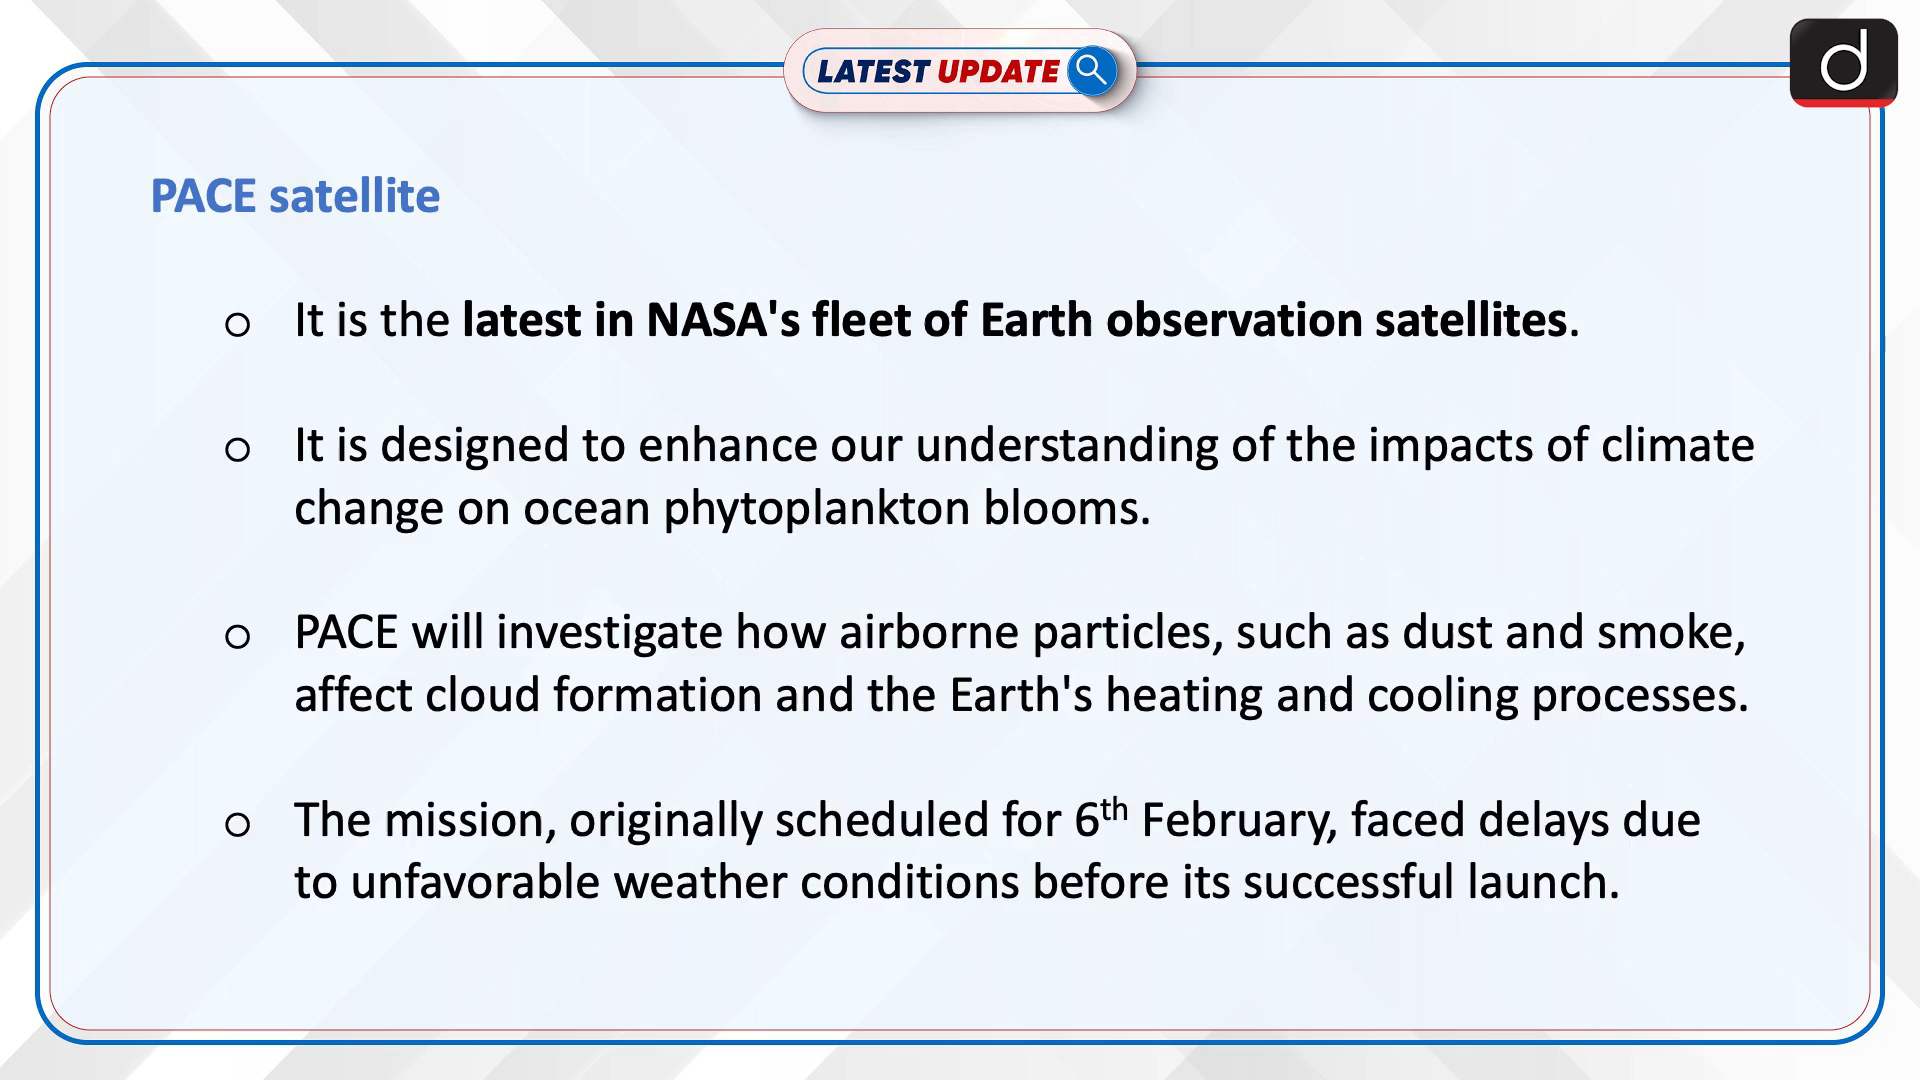 LATEST UPDATE
d
PACE satellite
○ It is the latest in NASA's fleet of Earth observation satellites.
○ It is designed to enhance our understanding of the impacts of climate
change on ocean phytoplankton blooms.
○ PACE will investigate how airborne particles, such as dust and smoke,
affect cloud formation and the Earth's heating and cooling processes.
○ The mission, originally scheduled for 6th February, faced delays due
to unfavorable weather conditions before its successful launch.